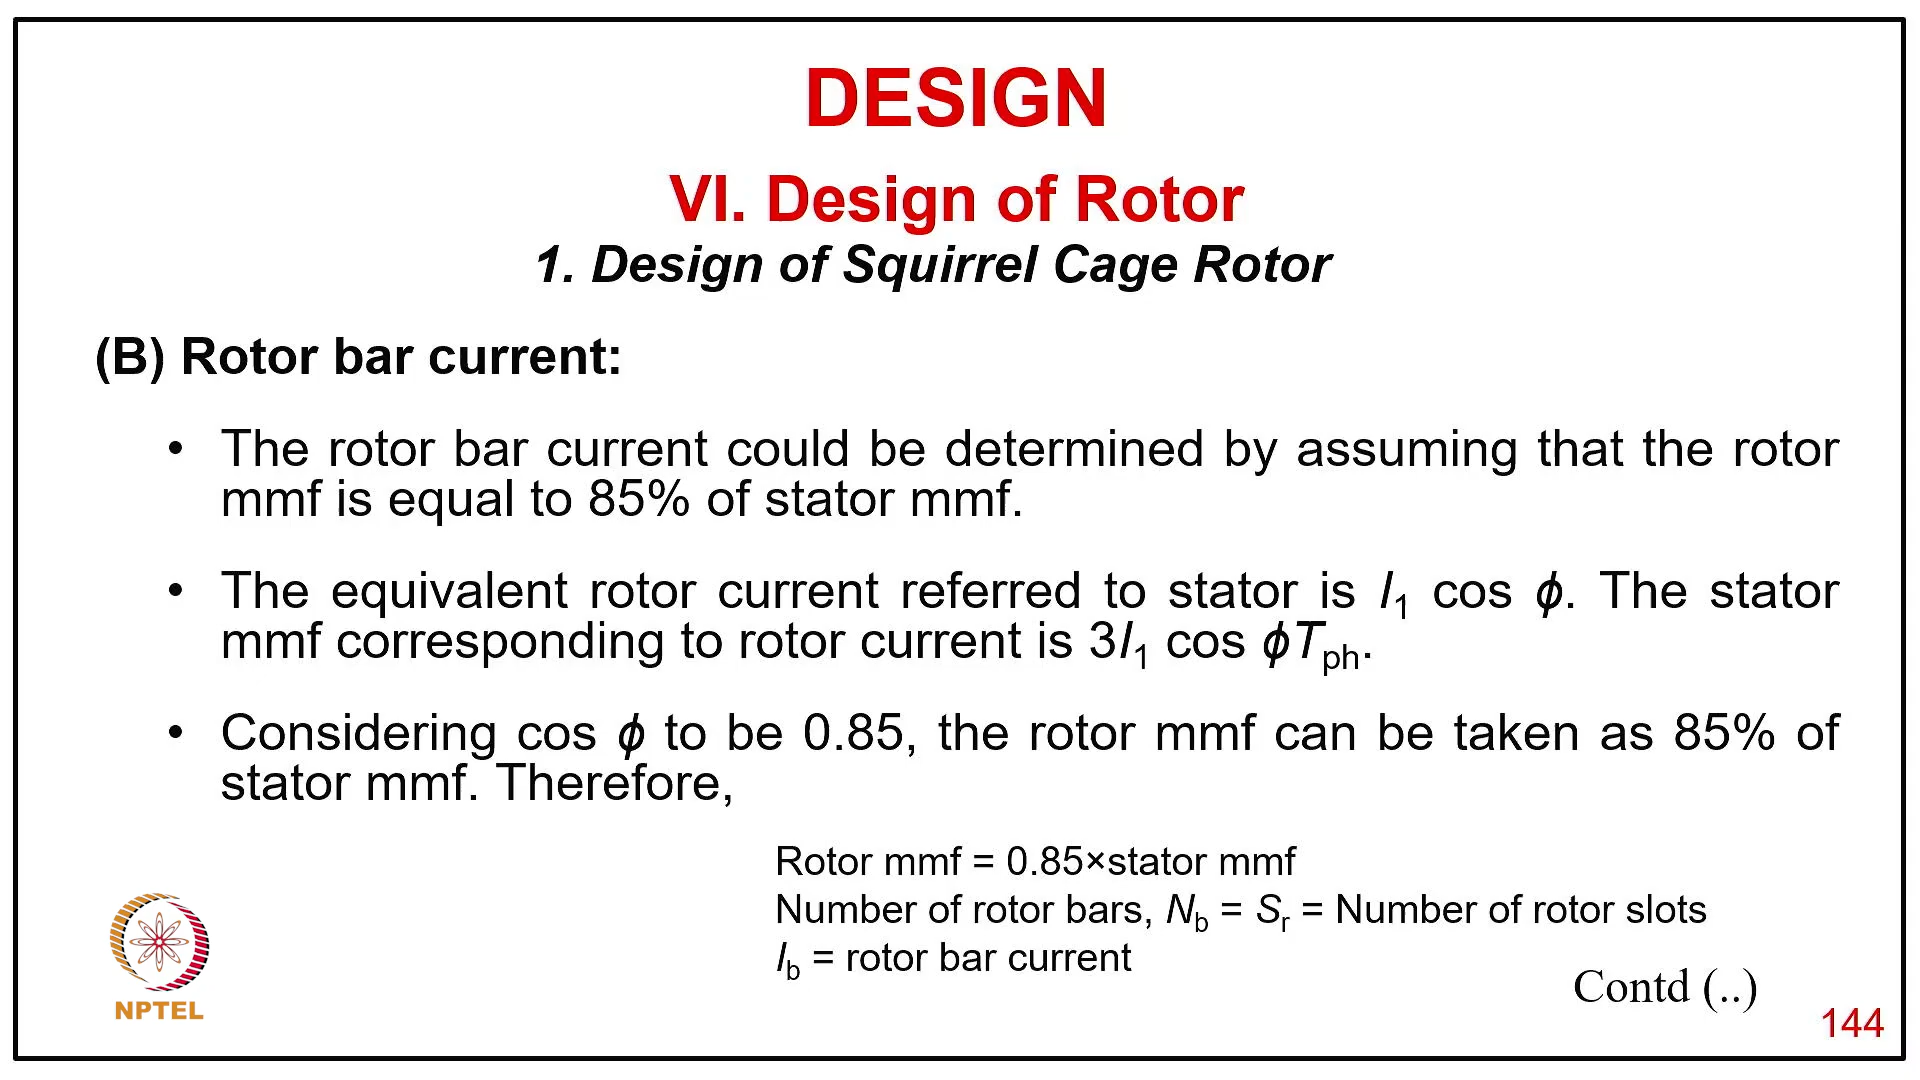 DESIGN
VI. Design of Rotor
1. Design of Squirrel Cage Rotor
(B) Rotor bar current:
• The rotor bar current could be determined by assuming that the rotor
mmf is equal to 85% of stator mmf.
• The equivalent rotor current referred to stator is I₁ cos ϕ. The stator
mmf corresponding to rotor current is 3I₁ cos ϕT_ph.
• Considering cos ϕ to be 0.85, the rotor mmf can be taken as 85% of
stator mmf. Therefore,
Rotor mmf = 0.85×stator mmf
Number of rotor bars, N_b = S_r = Number of rotor slots
I_b = rotor bar current
Contd (..)
NPTEL
144